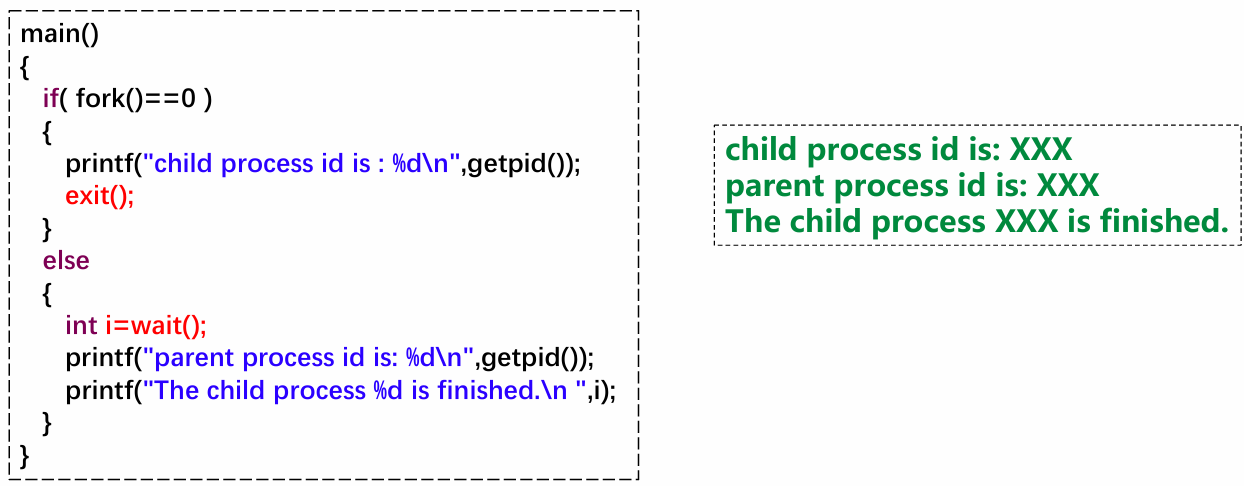 main()
{
if( fork()==0 )
{
printf("child process id is : %d\n",getpid());
exit();
}
else
{
int i=wait();
printf("parent process id is: %d\n",getpid());
printf("The child process %d is finished.\n ",i);
}
}
child process id is: XXX
parent process id is: XXX
The child process XXX is finished.